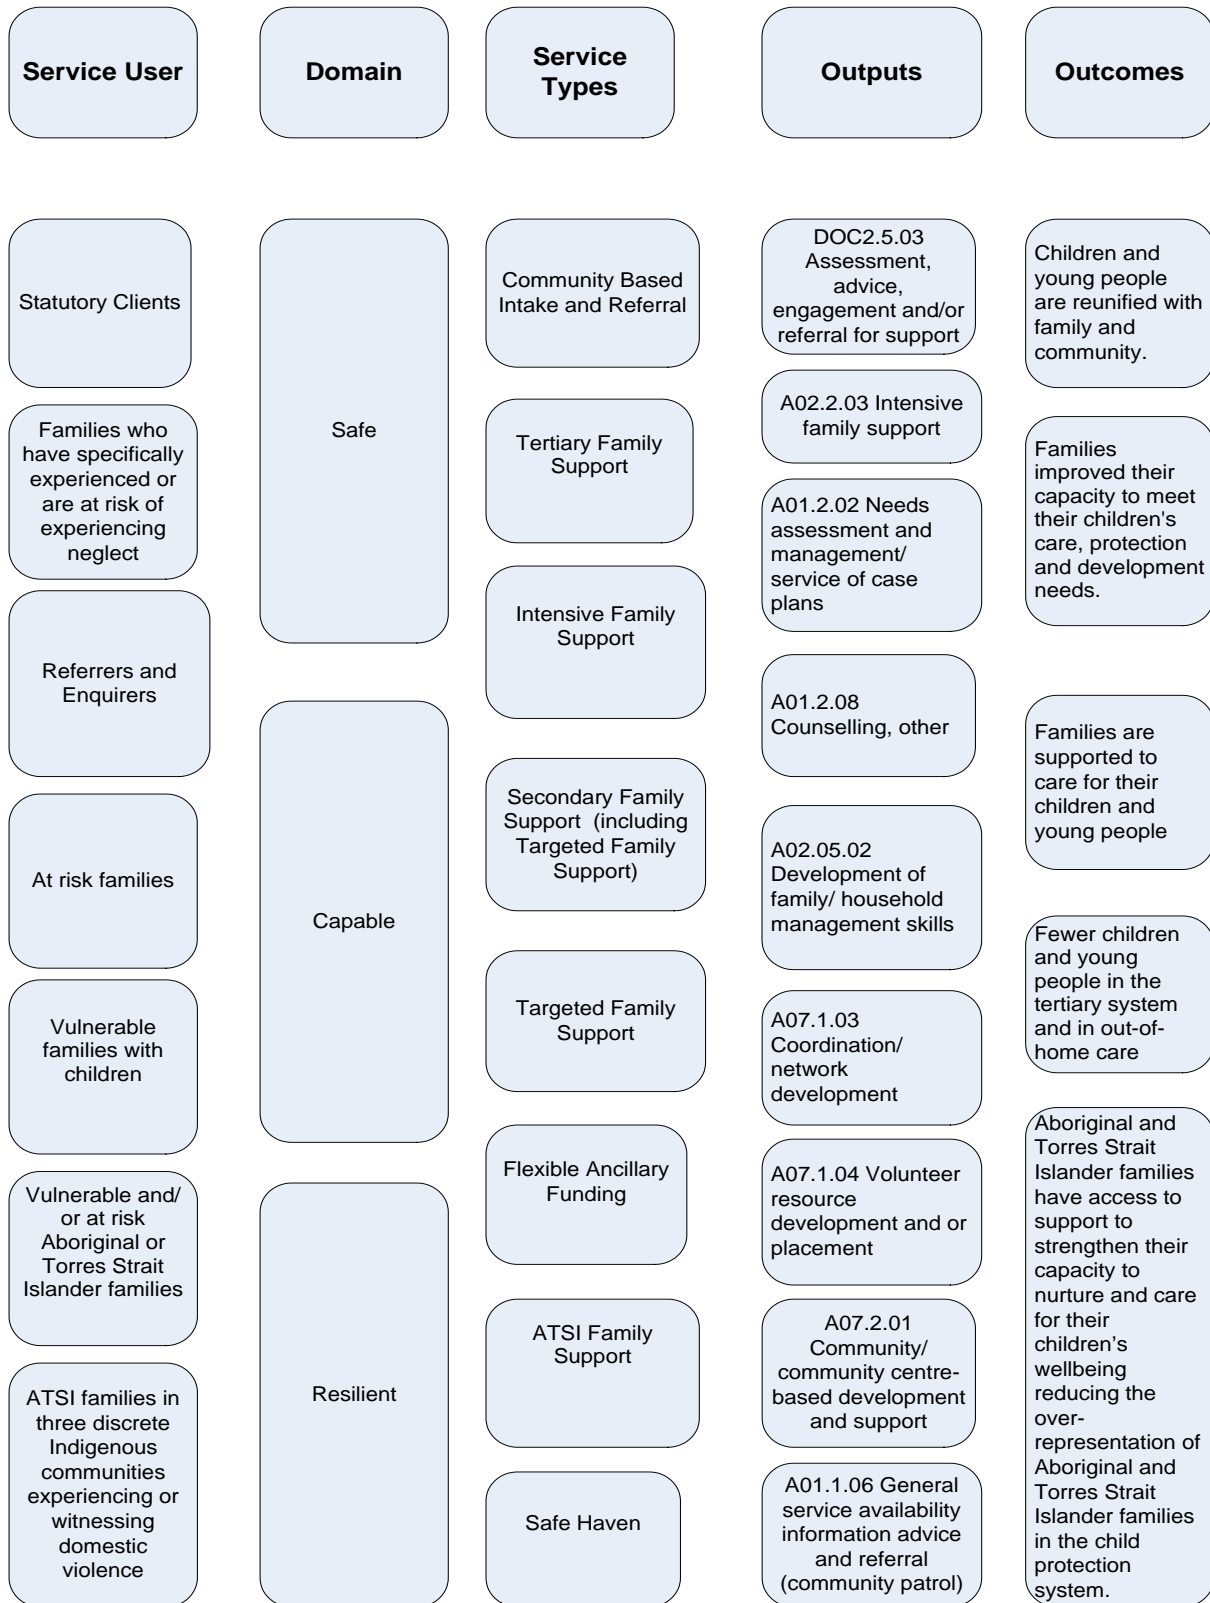 Service User
Domain
Service
Types
Outputs
Outcomes
Statutory Clients
Families who
have specifically
experienced or
are at risk of
experiencing
neglect
Referrers and
Enquirers
At risk families
Vulnerable
families with
children
Vulnerable and/
or at risk
Aboriginal or
Torres Strait
Islander families
ATSI families in
three discrete
Indigenous
communities
experiencing or
witnessing
domestic
violence
Safe
Capable
Resilient
Community Based
Intake and Referral
Tertiary Family
Support
Intensive Family
Support
Secondary Family
Support  (including
Targeted Family
Support)
Targeted Family
Support
Flexible Ancillary
Funding
ATSI Family
Support
Safe Haven
DOC2.5.03
Assessment,
advice,
engagement and/or
referral for support
A02.2.03 Intensive
family support
A01.2.02 Needs
assessment and
management/
service of case
plans
A01.2.08
Counselling, other
A02.05.02
Development of
family/ household
management skills
A07.1.03
Coordination/
network
development
A07.1.04 Volunteer
resource
development and or
placement
A07.2.01
Community/
community centre-
based development
and support
A01.1.06 General
service availability
information advice
and referral
(community patrol)
Children and
young people
are reunified with
family and
community.
Families
improved their
capacity to meet
their children's
care, protection
and development
needs.
Families are
supported to
care for their
children and
young people
Fewer children
and young
people in the
tertiary system
and in out-of-
home care
Aboriginal and
Torres Strait
Islander families
have access to
support to
strengthen their
capacity to
nurture and care
for their
children’s
wellbeing
reducing the
over-
representation of
Aboriginal and
Torres Strait
Islander families
in the child
protection
system.